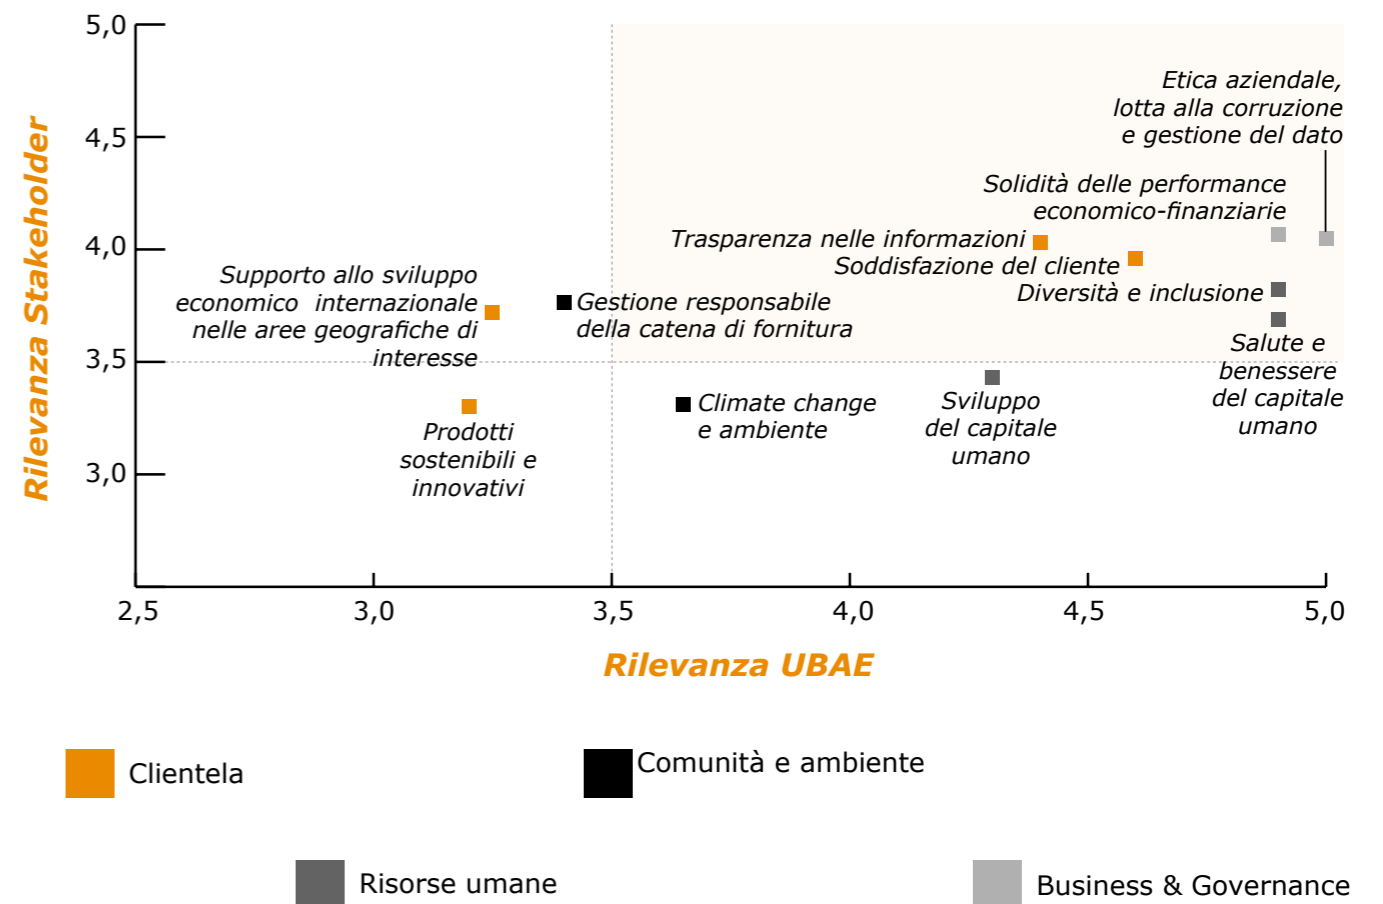 5,0
4,5
4,0
3,5
3,0
Rilevanza Stakeholder
Etica aziendale,
lotta alla corruzione
e gestione del dato
Solidità delle performance
economico-finanziarie
Trasparenza nelle informazioni
Soddisfazione del cliente
Diversità e inclusione
Supporto allo sviluppo
economico internazionale
nelle aree geografiche di
interesse
Gestione responsabile
della catena di fornitura
Salute e
benessere
del capitale
umano
Climate change
e ambiente
Sviluppo
del capitale
umano
Prodotti
sostenibili e
innovativi
2,5
3,0
3,5
4,0
4,5
5,0
Rilevanza UBAE
Clientela
Comunità e ambiente
Risorse umane
Business & Governance